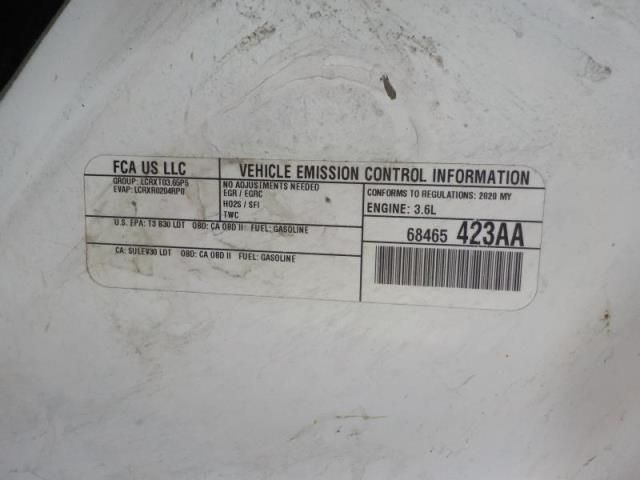 FCA US LLC
VEHICLE EMISSION CONTROL INFORMATION
GROUP: LCRXT03.65P5
EVAP: LCRXR0204RP0
NO ADJUSTMENTS NEEDED
EGR / EGRC
HO2S / SFI
TWC
CONFORMS TO REGULATIONS: 2020 MY
ENGINE: 3.6L
U.S. EPA: T3 B30 LDT OBD: CA OBD II FUEL: GASOLINE
68465 423AA
CA: SULEV30 LDT OBD: CA OBD II FUEL: GASOLINE